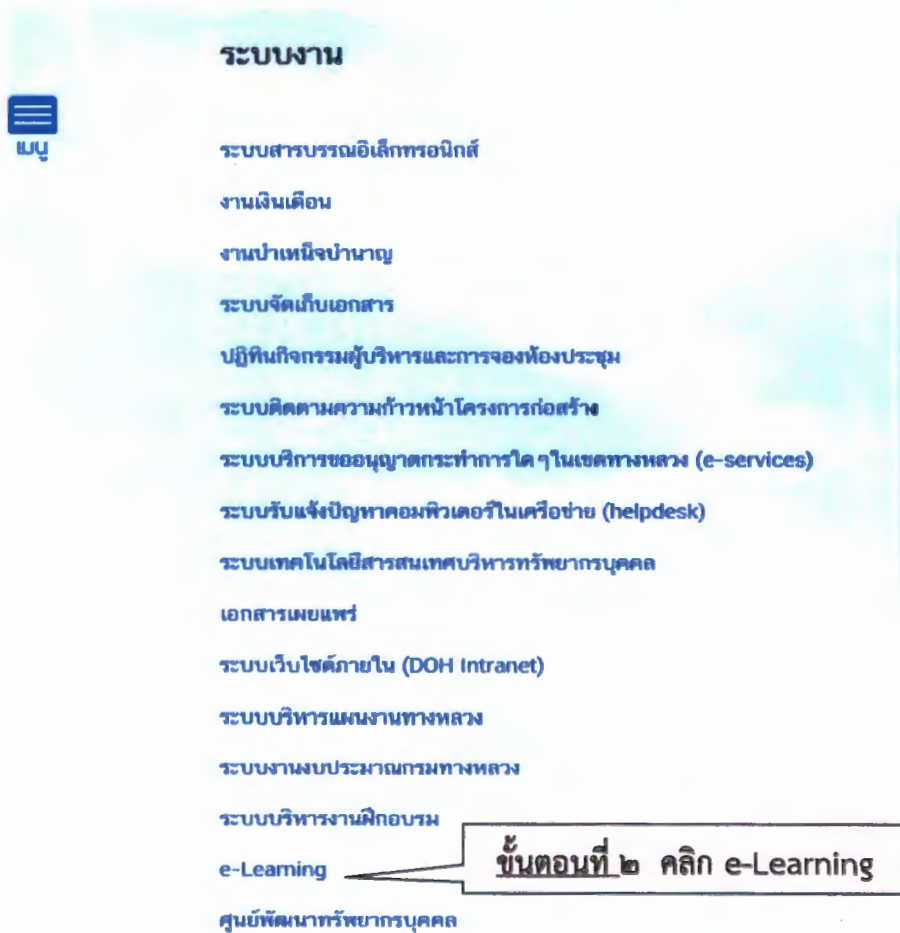 ระบบงาน
เมนู
ระบบสารบรรณอิเล็กทรอนิกส์
งานเงินเดือน
งานบำเหน็จบำนาญ
ระบบจัดเก็บเอกสาร
ปฏิทินกิจกรรมผู้บริหารและการจองห้องประชุม
ระบบติดตามความก้าวหน้าโครงการก่อสร้าง
ระบบบริการขออนุญาตกระทำการใด ๆในเขตทางหลวง (e-services)
ระบบรับแจ้งปัญหาคอมพิวเตอร์ในเครือข่าย (helpdesk)
ระบบเทคโนโลยีสารสนเทศบริหารทรัพยากรบุคคล
เอกสารเผยแพร่
ระบบเว็บไซต์ภายใน (DOH Intranet)
ระบบบริหารแผนงานทางหลวง
ระบบงานงบประมาณกรมทางหลวง
ระบบบริหารงานฝึกอบรม
e-Learning
ขั้นตอนที่ ๒ คลิก e-Learning
ศูนย์พัฒนาทรัพยากรบุคคล